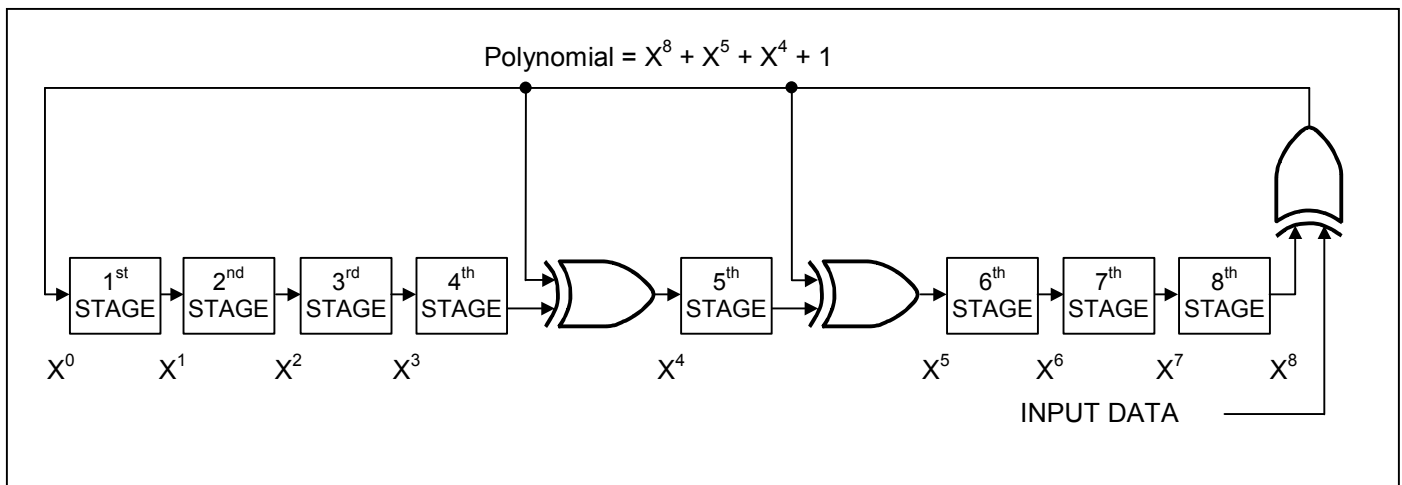 Polynomial = X⁸ + X⁵ + X⁴ + 1
1st STAGE
2nd STAGE
3rd STAGE
4th STAGE
5th STAGE
6th STAGE
7th STAGE
8th STAGE
X⁰ X¹ X² X³ X⁴ X⁵ X⁶ X⁷ X⁸
INPUT DATA